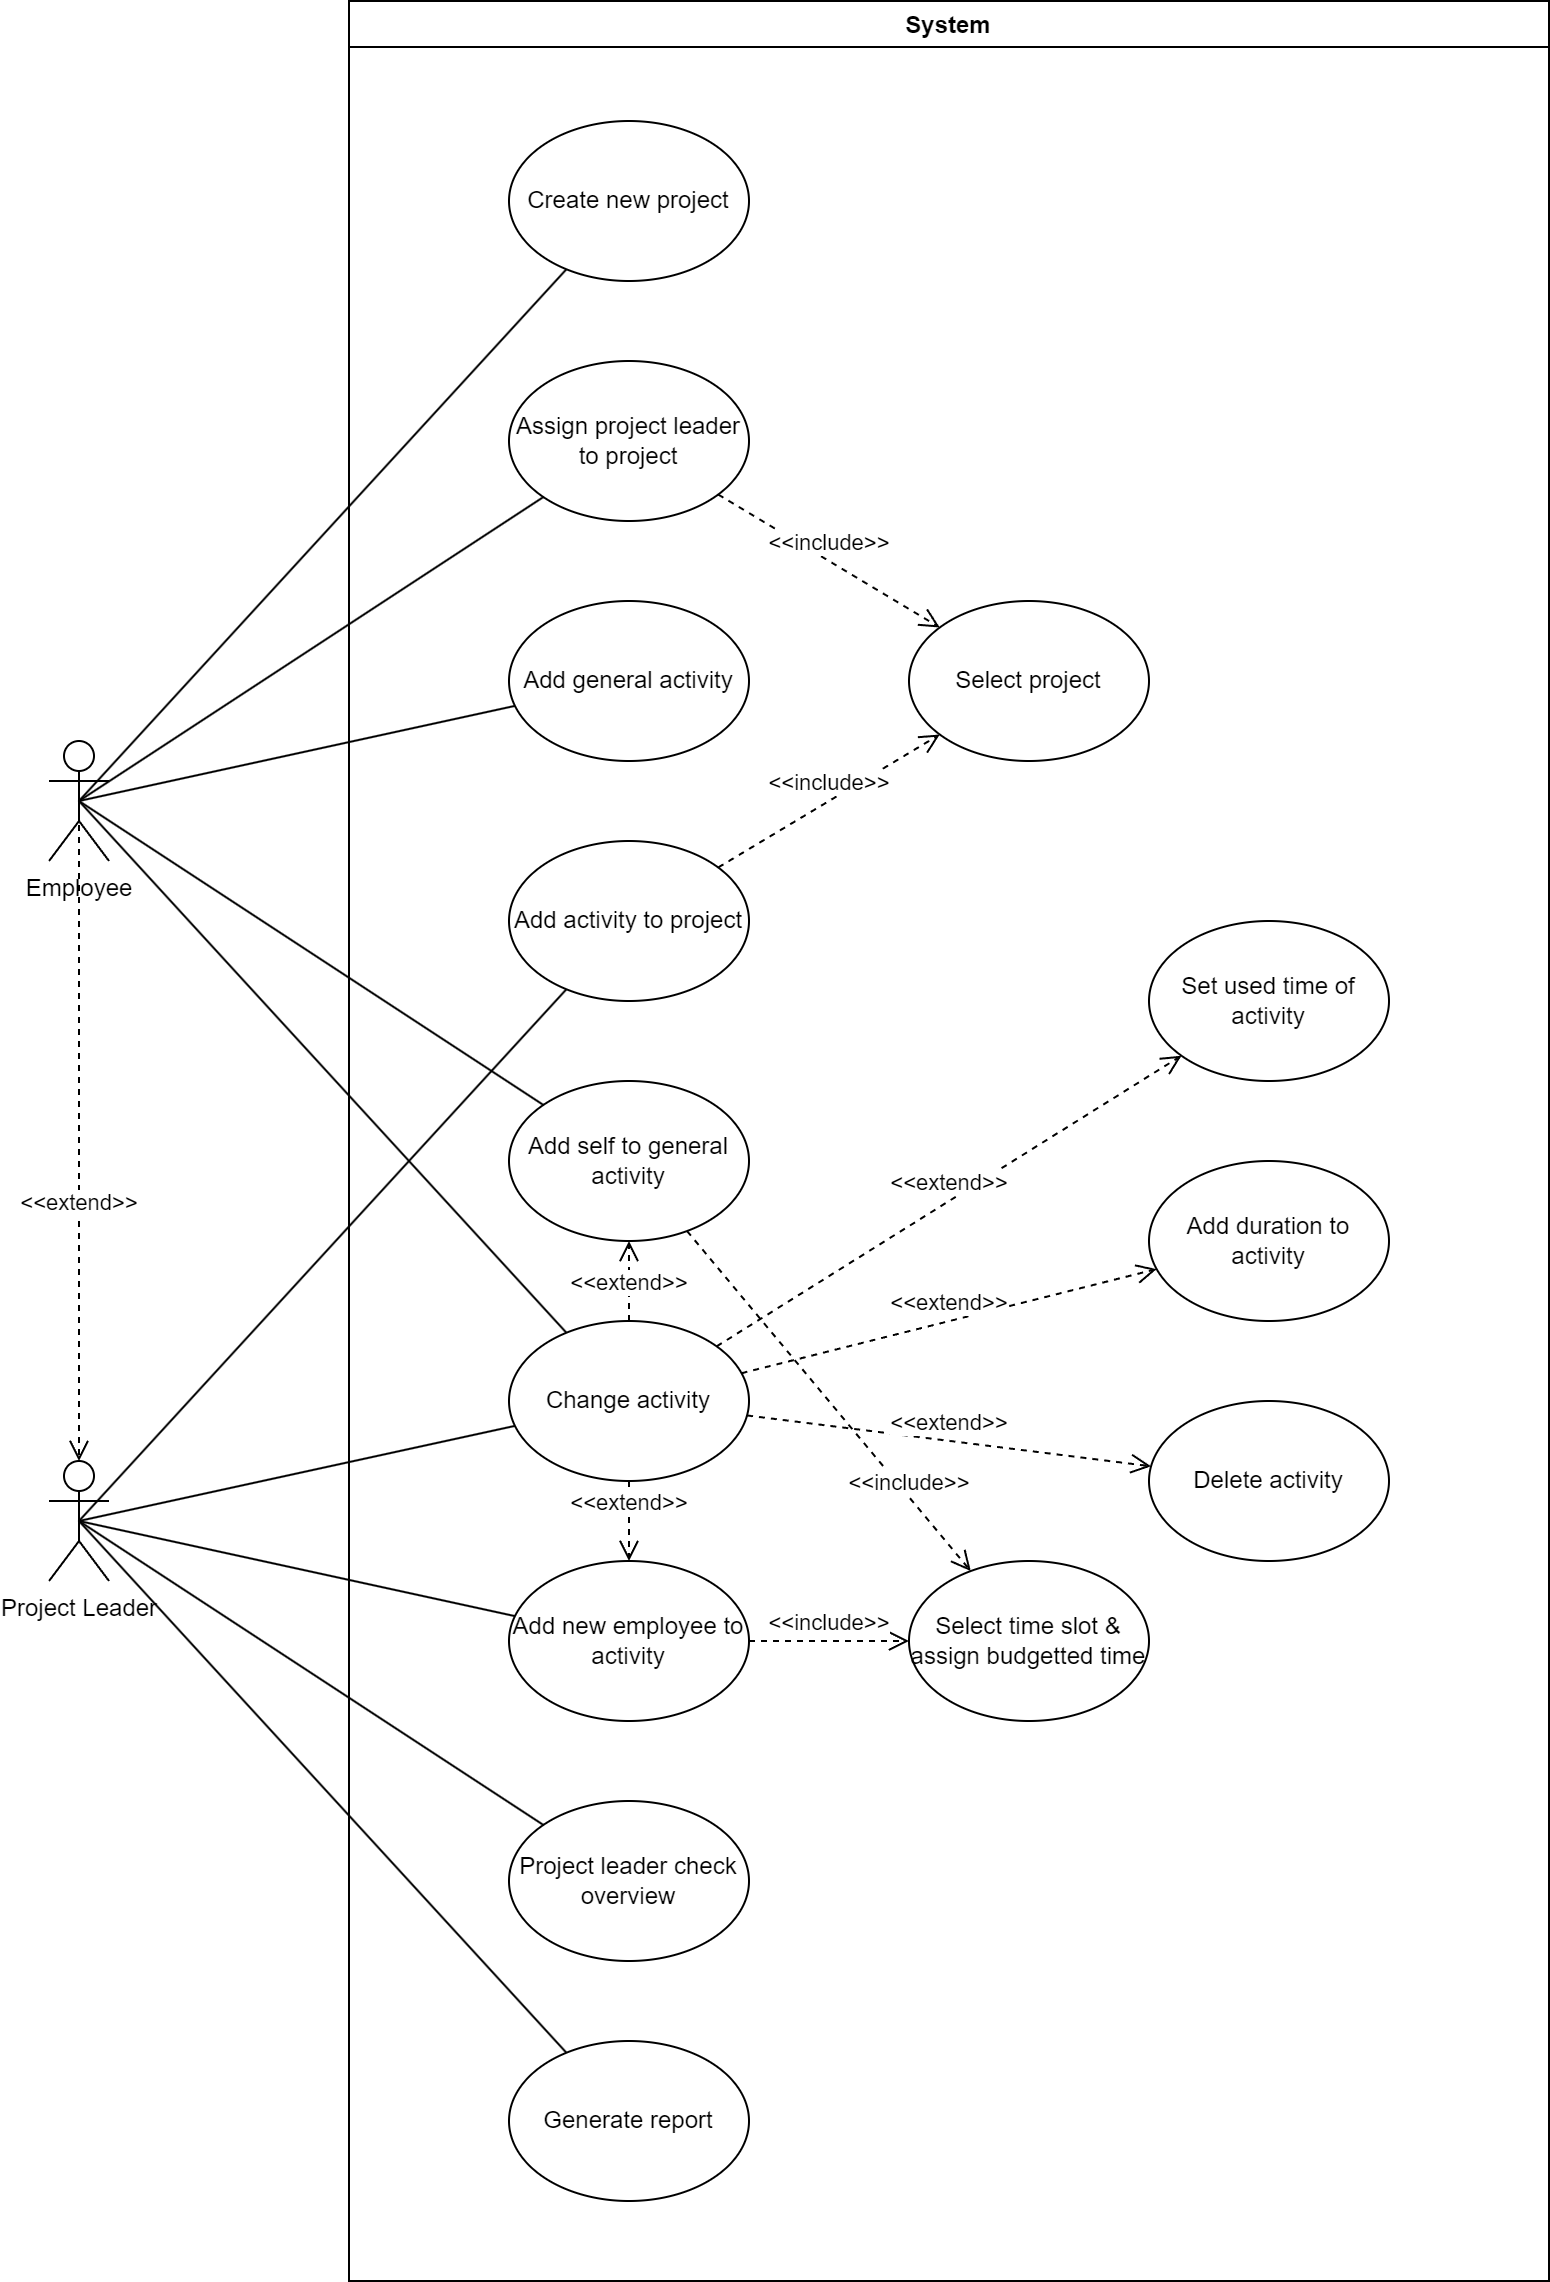 System
Create new project
Assign project leader
to project
<<include>>
Add general activity
Select project
<<include>>
Employee
Add activity to project
Set used time of
activity
Add self to general
activity
<<extend>>
<<extend>>
Add duration to
activity
<<extend>>
<<extend>>
Change activity
<<extend>>
<<include>>
Delete activity
<<extend>>
Project Leader
Add new employee to
activity
<<include>>
Select time slot &
assign budgetted time
Project leader check
overview
Generate report